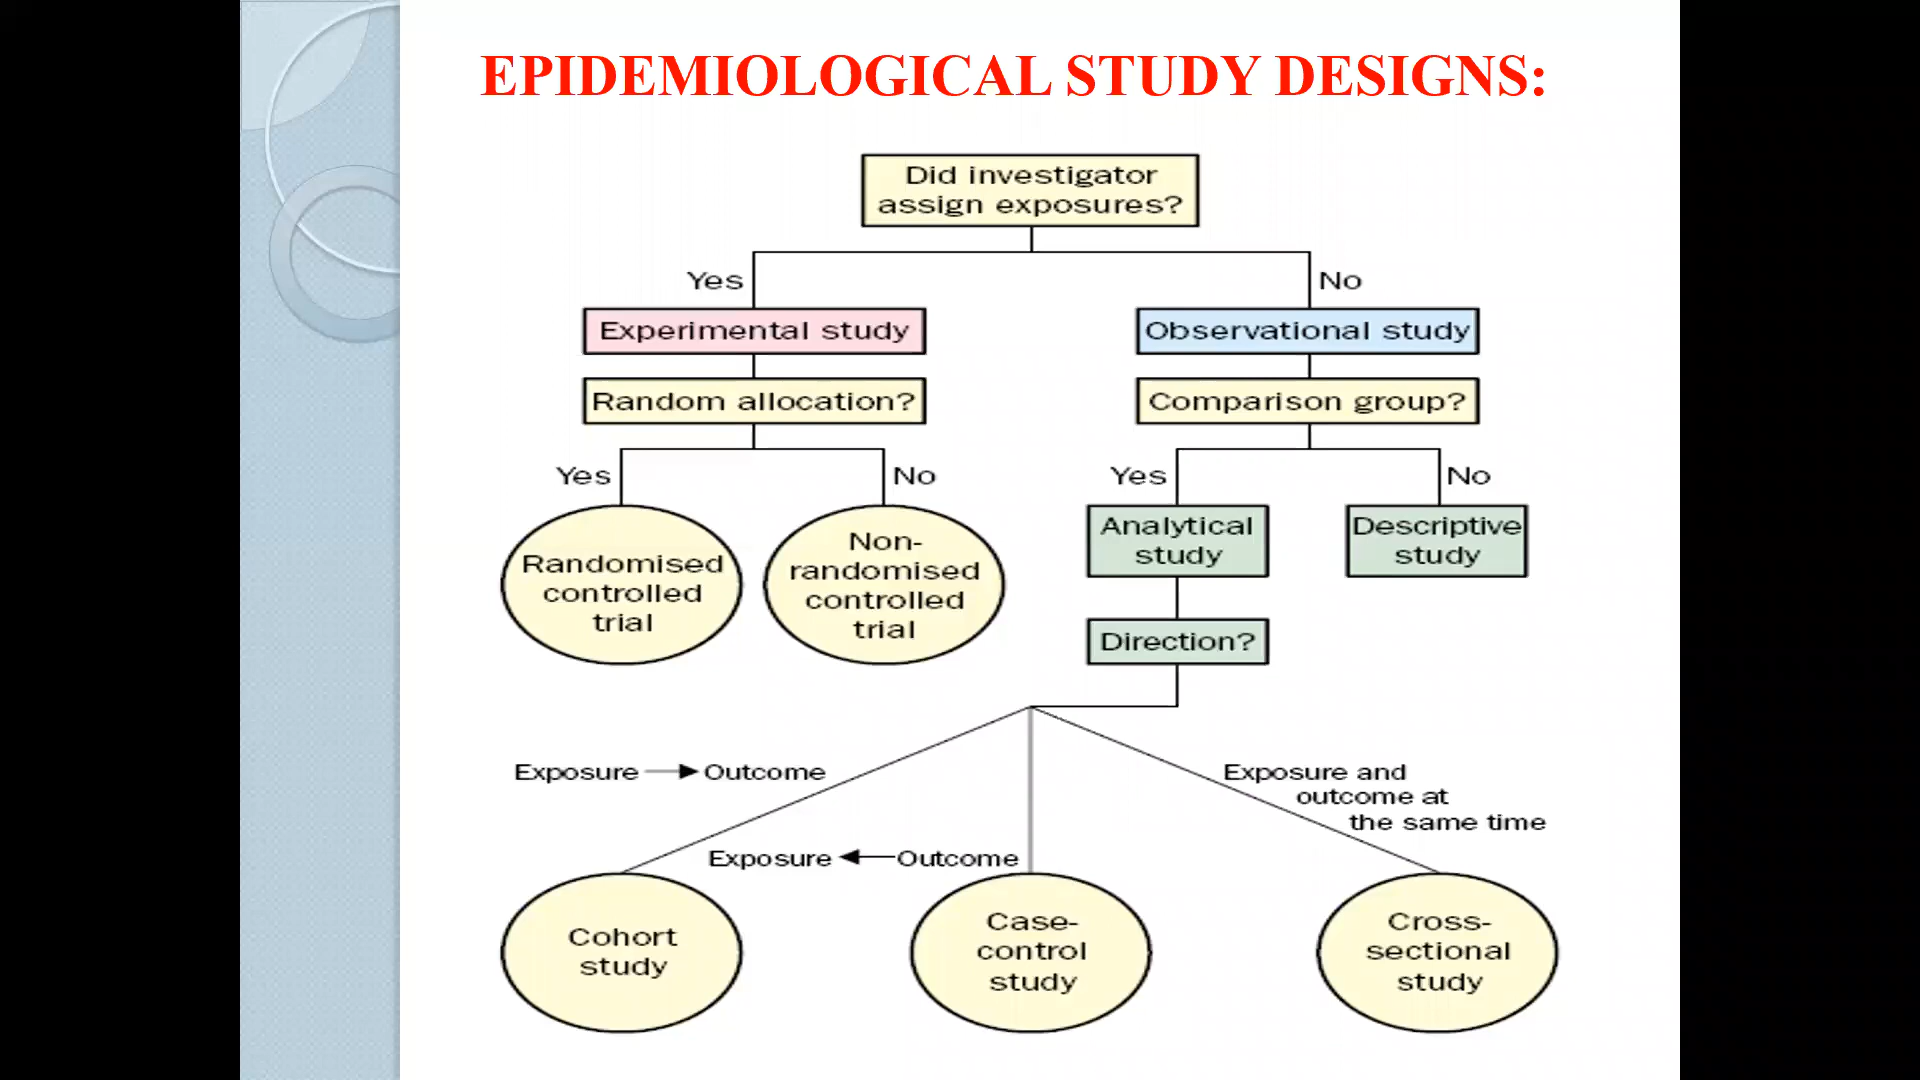 EPIDEMIOLOGICAL STUDY DESIGNS:
Did investigator
assign exposures?
Yes
No
Experimental study
Observational study
Random allocation?
Comparison group?
Yes
No
Yes
No
Randomised
controlled
trial
Non-
randomised
controlled
trial
Analytical
study
Descriptive
study
Direction?
Exposure
Outcome
Exposure and
outcome at
the same time
Exposure
Outcome
Cohort
study
Case-
control
study
Cross-
sectional
study